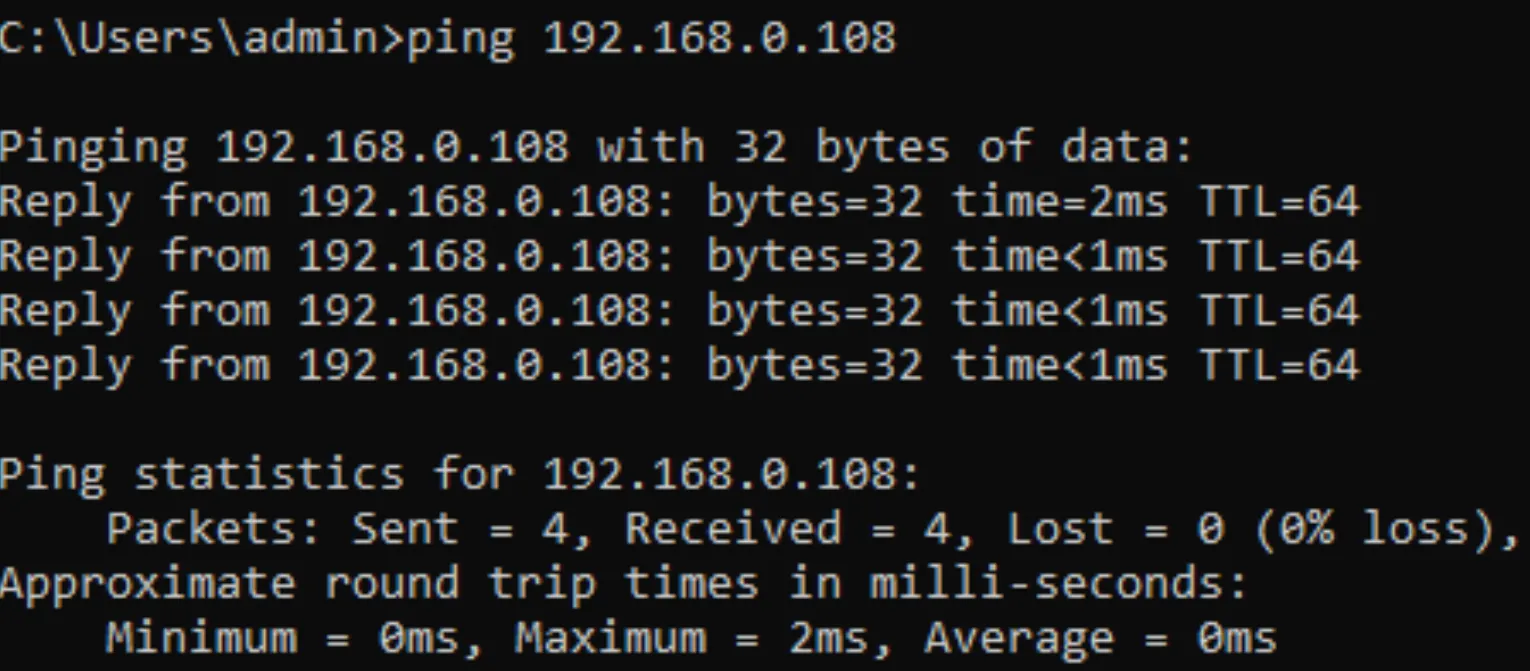 C:\Users\admin>ping 192.168.0.108
Pinging 192.168.0.108 with 32 bytes of data:
Reply from 192.168.0.108: bytes=32 time=2ms TTL=64
Reply from 192.168.0.108: bytes=32 time<1ms TTL=64
Reply from 192.168.0.108: bytes=32 time<1ms TTL=64
Reply from 192.168.0.108: bytes=32 time<1ms TTL=64
Ping statistics for 192.168.0.108:
Packets: Sent = 4, Received = 4, Lost = 0 (0% loss),
Approximate round trip times in milli-seconds:
Minimum = 0ms, Maximum = 2ms, Average = 0ms